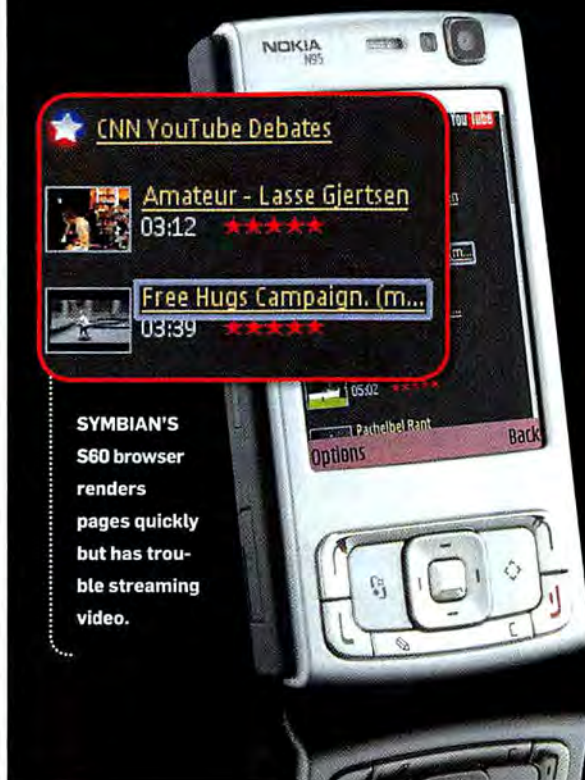 NOKIA
N95
You Tube
CNN YouTube Debates
Amateur - Lasse Gjertsen
03:12 ★★★★★
Free Hugs Campaign. (m...
03:39 ★★★★★
m...
05:02 ★★★★★
Pachelbel Rant
Options Back
SYMBIAN'S
S60 browser
renders
pages quickly
but has trou-
ble streaming
video.